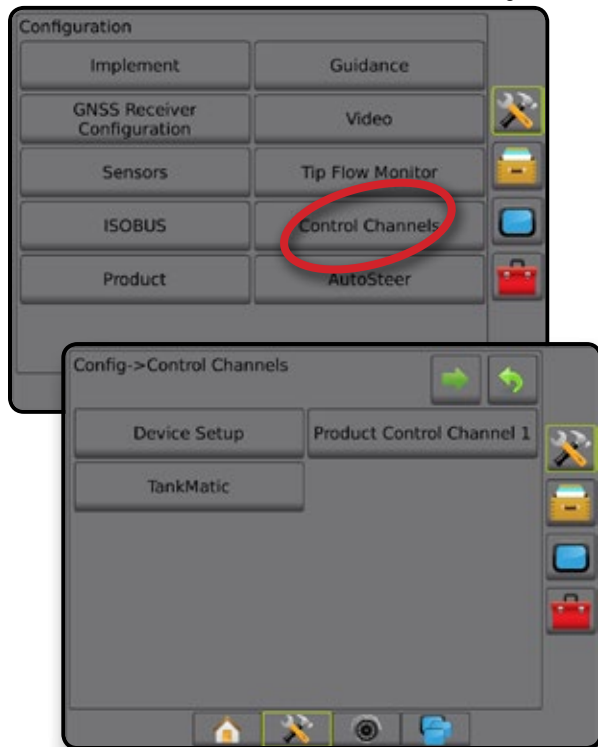 Configuration
Implement
Guidance
GNSS Receiver
Configuration
Video
Sensors
Tip Flow Monitor
ISOBUS
Control Channels
Product
AutoSteer
Config->Control Channels
Device Setup
Product Control Channel 1
TankMatic